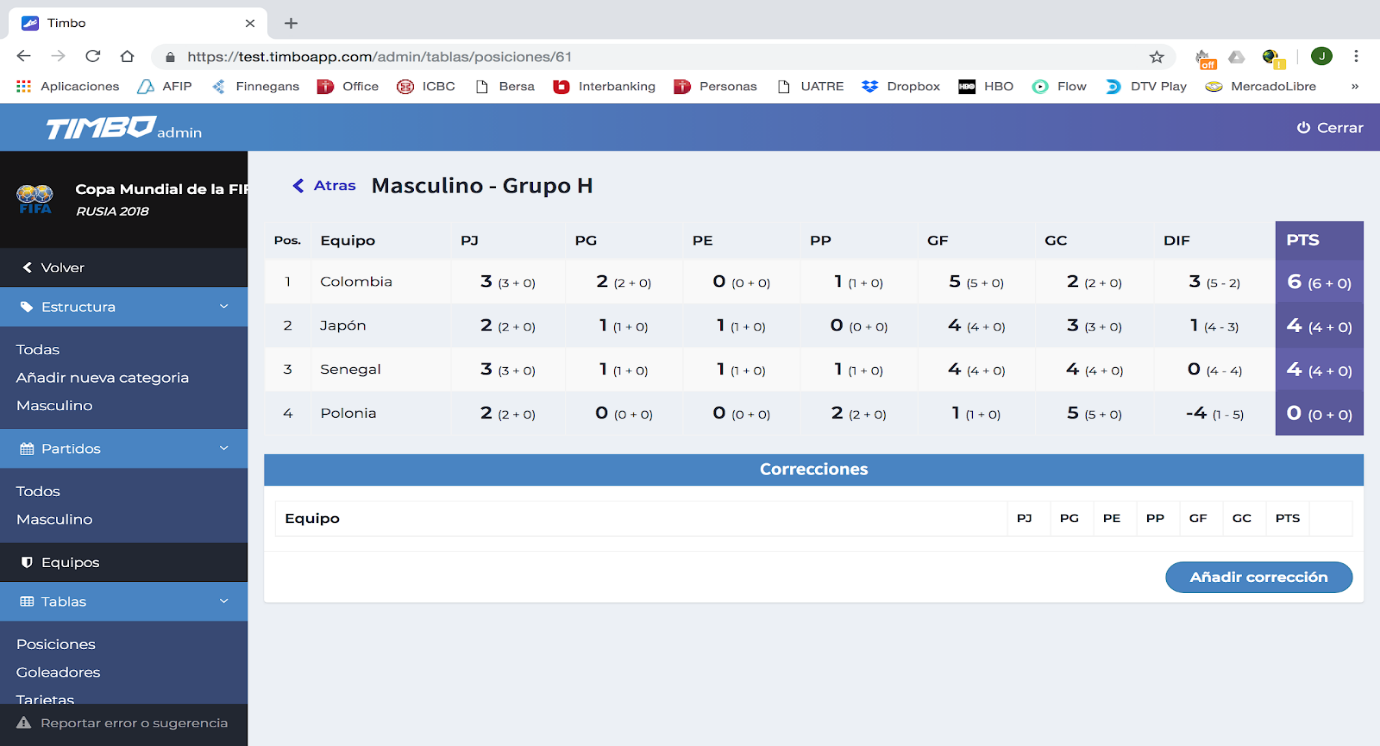 Timbo
https://test.timboapp.com/admin/tablas/posiciones/61
off
J
Aplicaciones AFIP Finnegans Office ICBC Bersa Interbanking Personas UATRE Dropbox HBO HBO Flow DTV Play MercadoLibre »
TIMBO admin Cerrar
FIFA
Copa Mundial de la FIF
RUSIA 2018
Volver
Estructura
Todas
Añadir nueva categoria
Masculino
Partidos
Todos
Masculino
Equipos
Tablas
Posiciones
Goleadores
Tarjetas
Reportar error o sugerencia
Atras Masculino - Grupo H
Pos. Equipo PJ PG PE PP GF GC DIF PTS
1 Colombia 3 (3 + 0) 2 (2 + 0) 0 (0 + 0) 1 (1 + 0) 5 (5 + 0) 2 (2 + 0) 3 (5 - 2) 6 (6 + 0)
2 Japón 2 (2 + 0) 1 (1 + 0) 1 (1 + 0) 0 (0 + 0) 4 (4 + 0) 3 (3 + 0) 1 (4 - 3) 4 (4 + 0)
3 Senegal 3 (3 + 0) 1 (1 + 0) 1 (1 + 0) 1 (1 + 0) 4 (4 + 0) 4 (4 + 0) 0 (4 - 4) 4 (4 + 0)
4 Polonia 2 (2 + 0) 0 (0 + 0) 0 (0 + 0) 2 (2 + 0) 1 (1 + 0) 5 (5 + 0) -4 (1 - 5) 0 (0 + 0)
Correcciones
Equipo PJ PG PE PP GF GC PTS
Añadir corrección